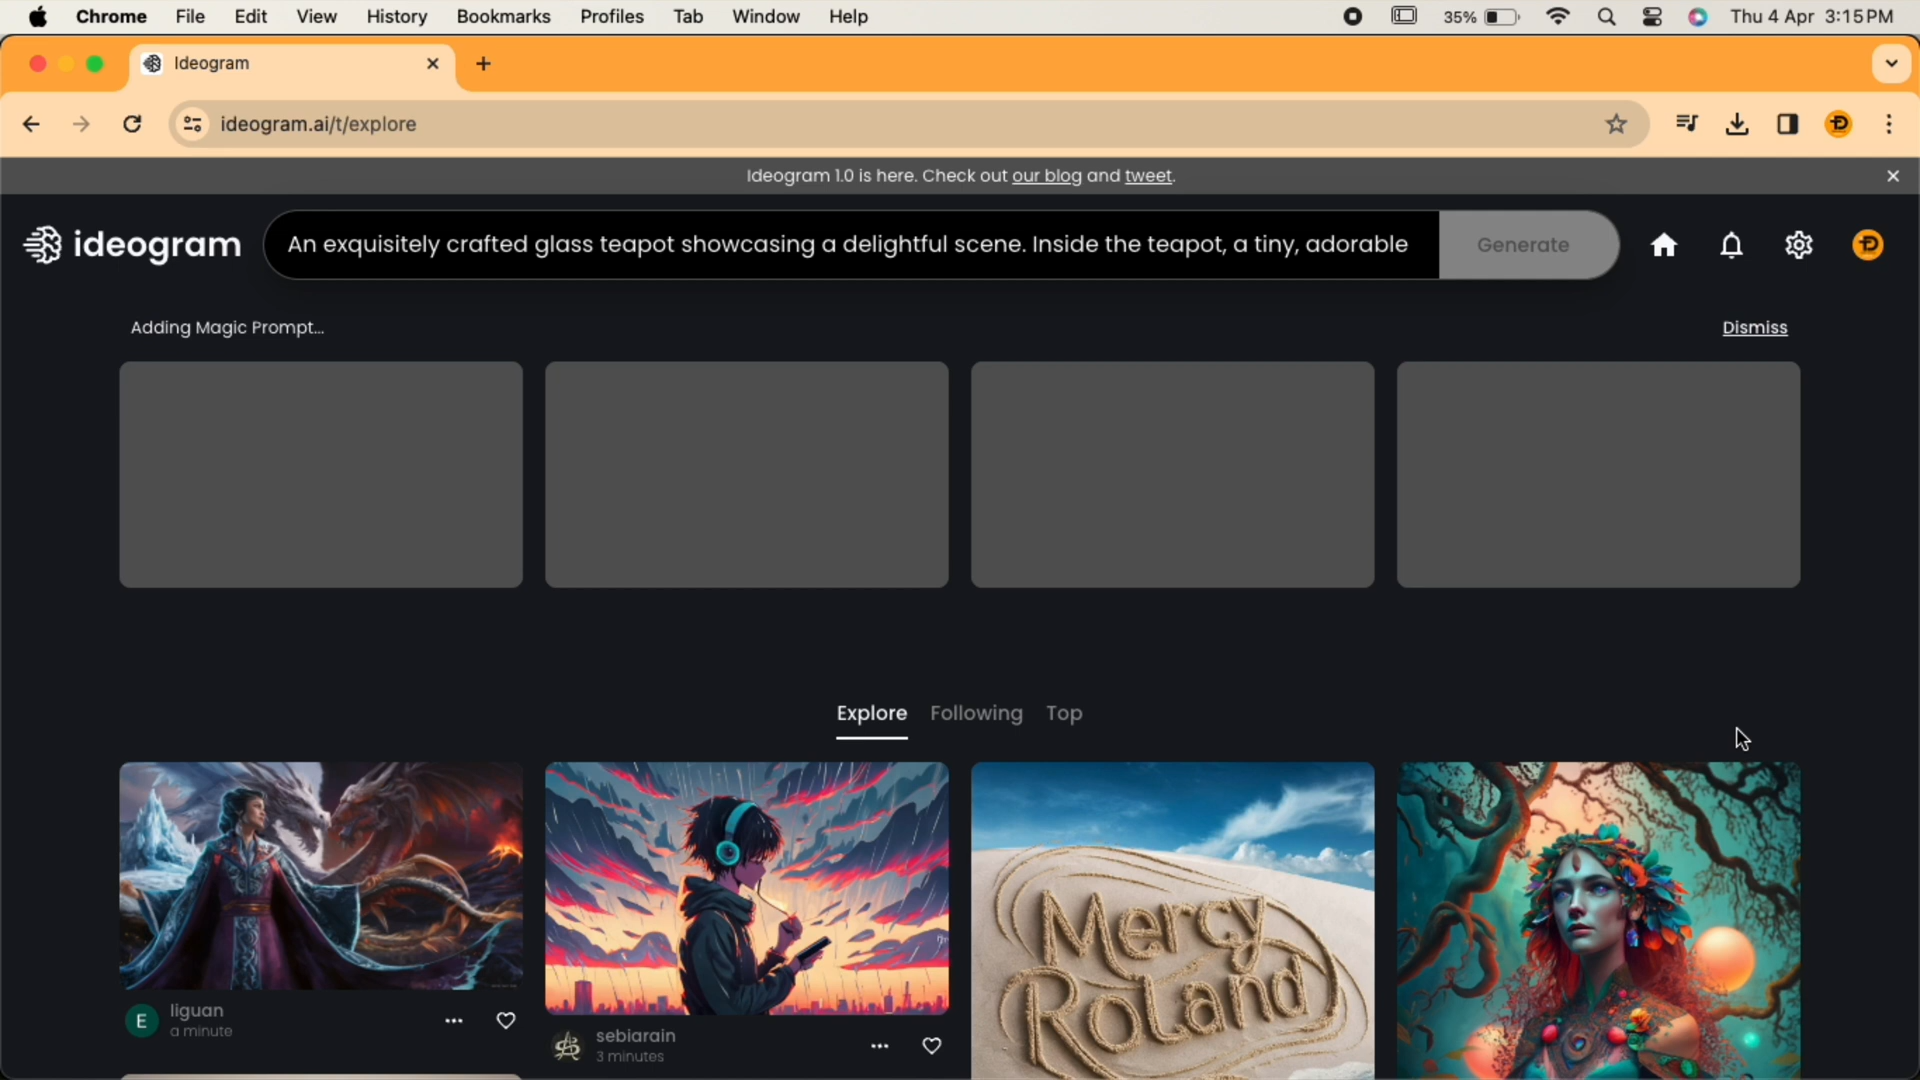 Chrome File Edit View History Bookmarks Profiles Tab Window Help 35% Thu 4 Apr 3:15 PM
Ideogram
ideogram.ai/t/explore
Ideogram 1.0 is here. Check out our blog and tweet.
ideogram An exquisitely crafted glass teapot showcasing a delightful scene. Inside the teapot, a tiny, adorable Generate
Adding Magic Prompt... Dismiss
Explore Following Top
Mercy
Roland
E liguan
a minute
sebiarain
3 minutes